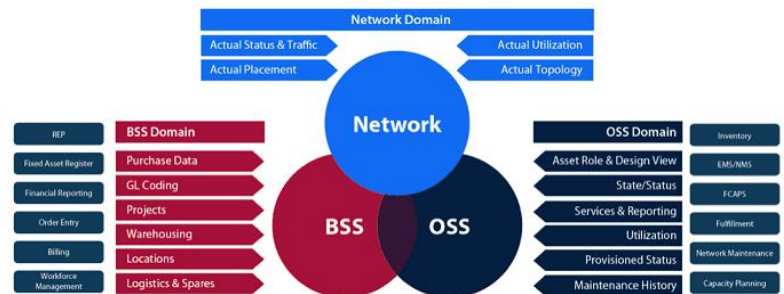 Network Domain
Actual Status & Traffic
Actual Utilization
Actual Placement
Actual Topology
Network
REP
BSS Domain
OSS Domain
Inventory
Fixed Asset Register
Purchase Data
Asset Role & Design View
EMS/NMS
GL Coding
State/Status
Financial Reporting
FCAPS
Projects
Services & Reporting
Order Entry
BSS
OSS
Fulfillment
Warehousing
Utilization
Billing
Locations
Provisioned Status
Network Maintenance
Workforce
Management
Logistics & Spares
Maintenance History
Capacity Planning